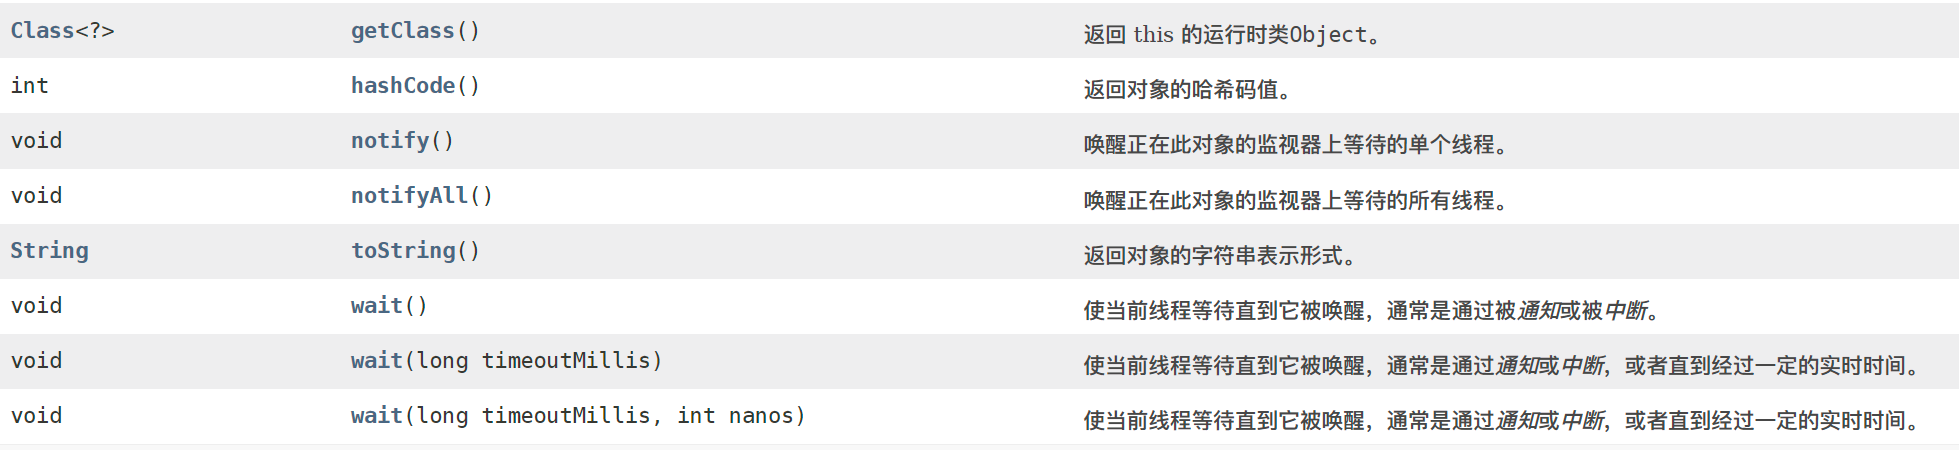 Class<?> getClass() 返回 this 的运行时类Object。
int hashCode() 返回对象的哈希码值。
void notify() 唤醒正在此对象的监视器上等待的单个线程。
void notifyAll() 唤醒正在此对象的监视器上等待的所有线程。
String toString() 返回对象的字符串表示形式。
void wait() 使当前线程等待直到它被唤醒，通常是通过被通知或被中断。
void wait(long timeoutMillis) 使当前线程等待直到它被唤醒，通常是通过通知或中断，或者直到经过一定的实时时间。
void wait(long timeoutMillis, int nanos) 使当前线程等待直到它被唤醒，通常是通过通知或中断，或者直到经过一定的实时时间。